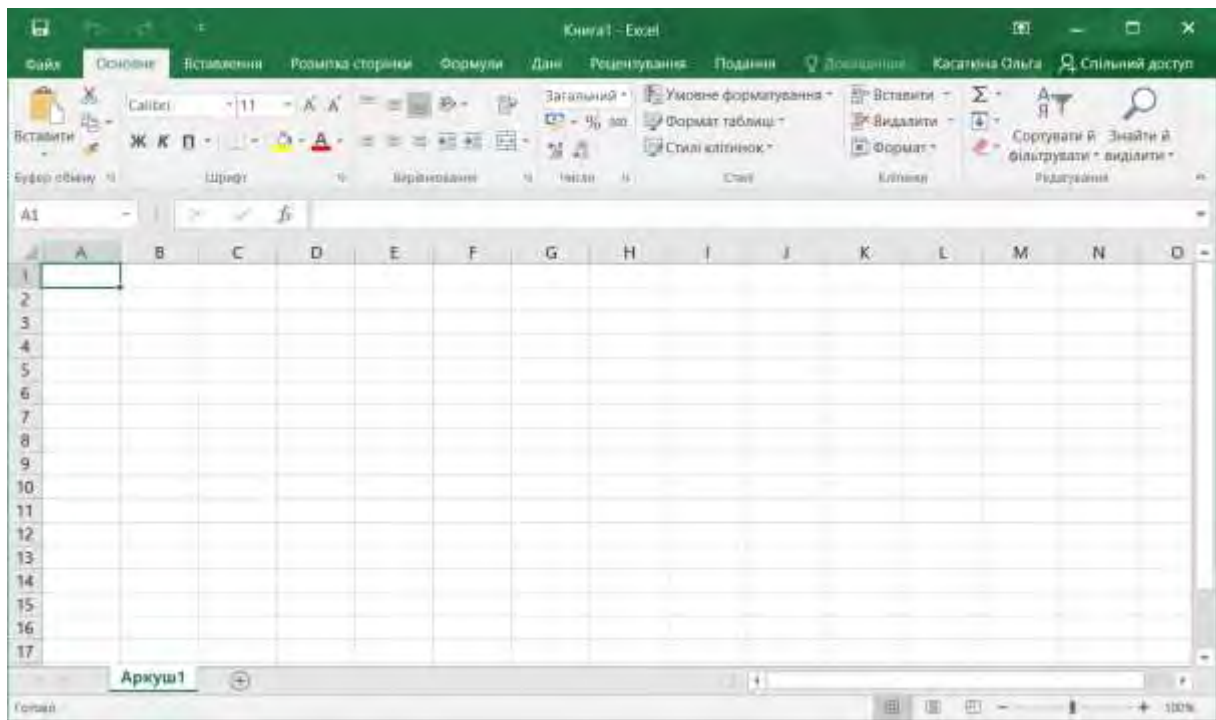 Книга1 - Excel
Файл Основне Вставлення Розмітка сторінки Формули Дані Рецензування Подання Касаткіна Ольга Спільний доступ
Вставити
Calibri 11
Ж К П
Загальний
% 000
Умовне форматування
Формат таблиці
Стилі клітинок
Вставити
Видалити
Формат
Σ
Сортувати й фільтрувати
Знайти й виділити
Буфер обміну Шрифт Вирівнювання Число Стилі Клітинки Редагування
A1 fx
A B C D E F G H I J K L M N O
1
2
3
4
5
6
7
8
9
10
11
12
13
14
15
16
17
Аркуш1
Готово 100%